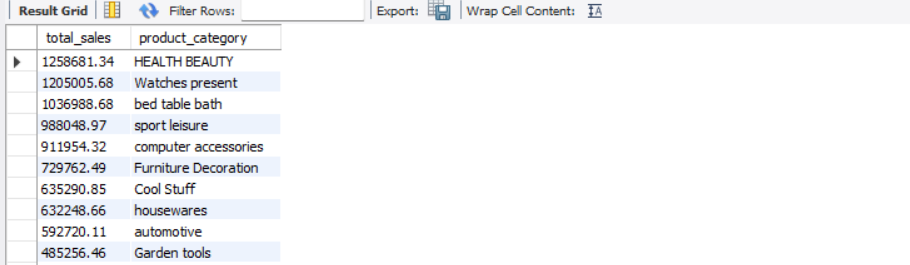 Result Grid Filter Rows: Export: Wrap Cell Content: IA
total_sales product_category
1258681.34 HEALTH BEAUTY
1205005.68 Watches present
1036988.68 bed table bath
988048.97 sport leisure
911954.32 computer accessories
729762.49 Furniture Decoration
635290.85 Cool Stuff
632248.66 housewares
592720.11 automotive
485256.46 Garden tools